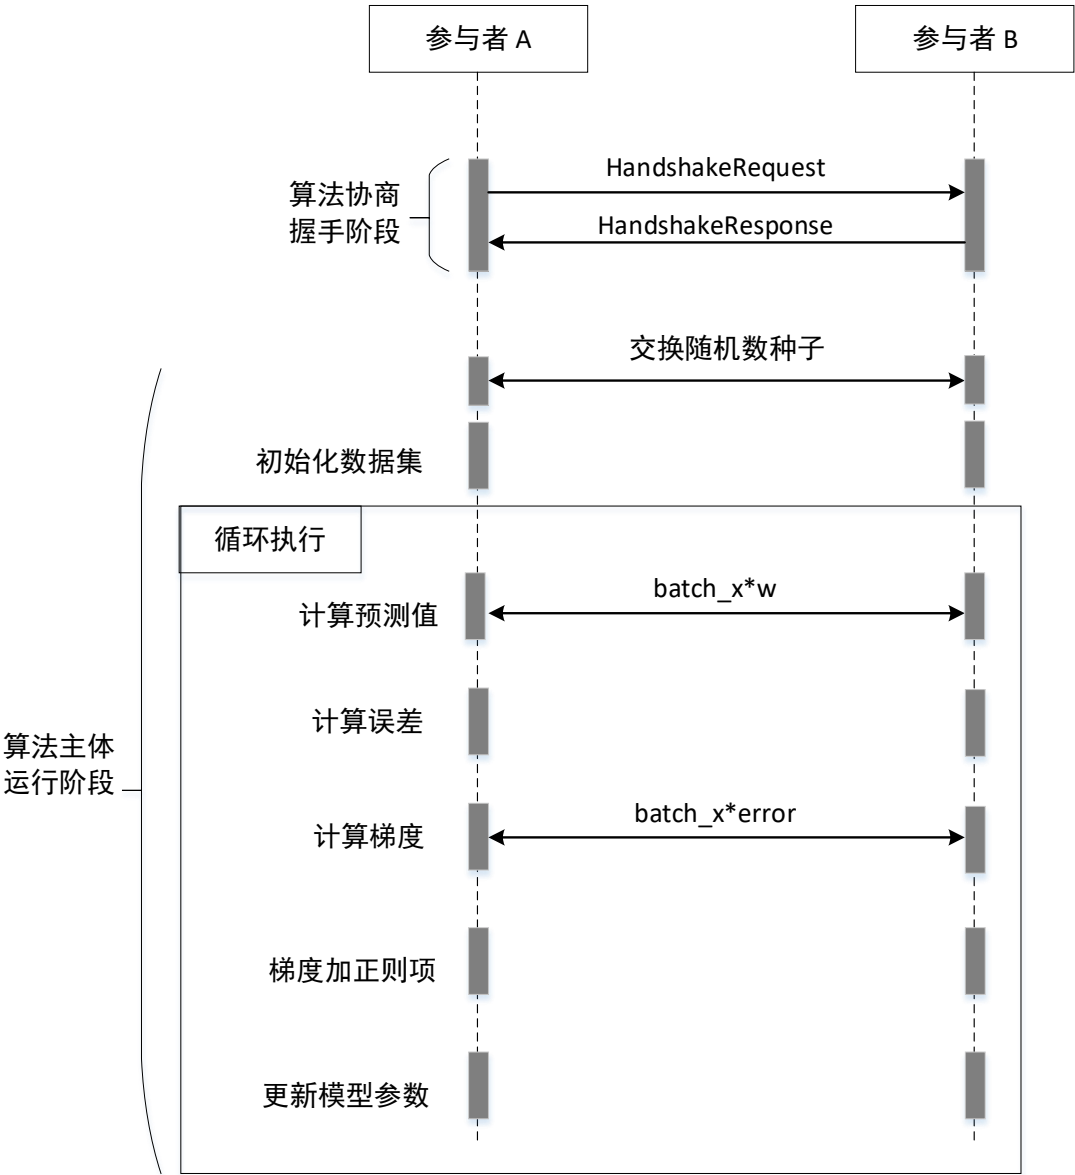 参与者 A
参与者 B
HandshakeRequest
算法协商
握手阶段
HandshakeResponse
交换随机数种子
初始化数据集
循环执行
batch_x*w
计算预测值
计算误差
算法主体
运行阶段
batch_x*error
计算梯度
梯度加正则项
更新模型参数